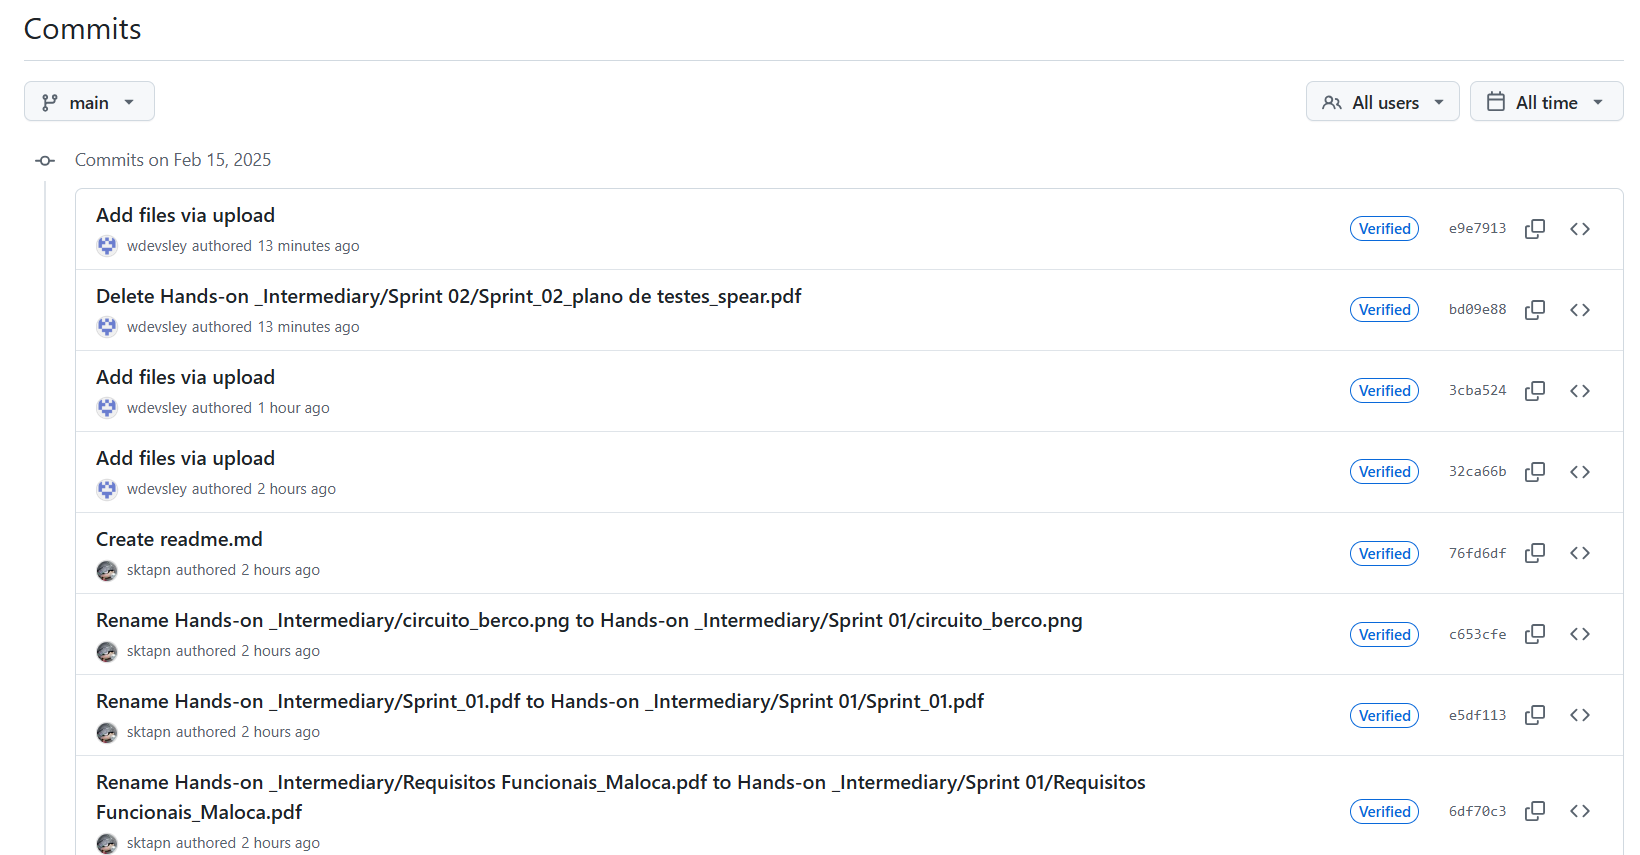 Commits
main
All users
All time
Commits on Feb 15, 2025
Add files via upload
wdevsley authored 13 minutes ago
Verified
e9e7913
Delete Hands-on _Intermediary/Sprint 02/Sprint_02_plano de testes_spear.pdf
wdevsley authored 13 minutes ago
Verified
bd09e88
Add files via upload
wdevsley authored 1 hour ago
Verified
3cba524
Add files via upload
wdevsley authored 2 hours ago
Verified
32ca66b
Create readme.md
sktapn authored 2 hours ago
Verified
76fd6df
Rename Hands-on _Intermediary/circuito_berco.png to Hands-on _Intermediary/Sprint 01/circuito_berco.png
sktapn authored 2 hours ago
Verified
c653cfe
Rename Hands-on _Intermediary/Sprint_01.pdf to Hands-on _Intermediary/Sprint 01/Sprint_01.pdf
sktapn authored 2 hours ago
Verified
e5df113
Rename Hands-on _Intermediary/Requisitos Funcionais_Maloca.pdf to Hands-on _Intermediary/Sprint 01/Requisitos
Funcionais_Maloca.pdf
sktapn authored 2 hours ago
Verified
6df70c3